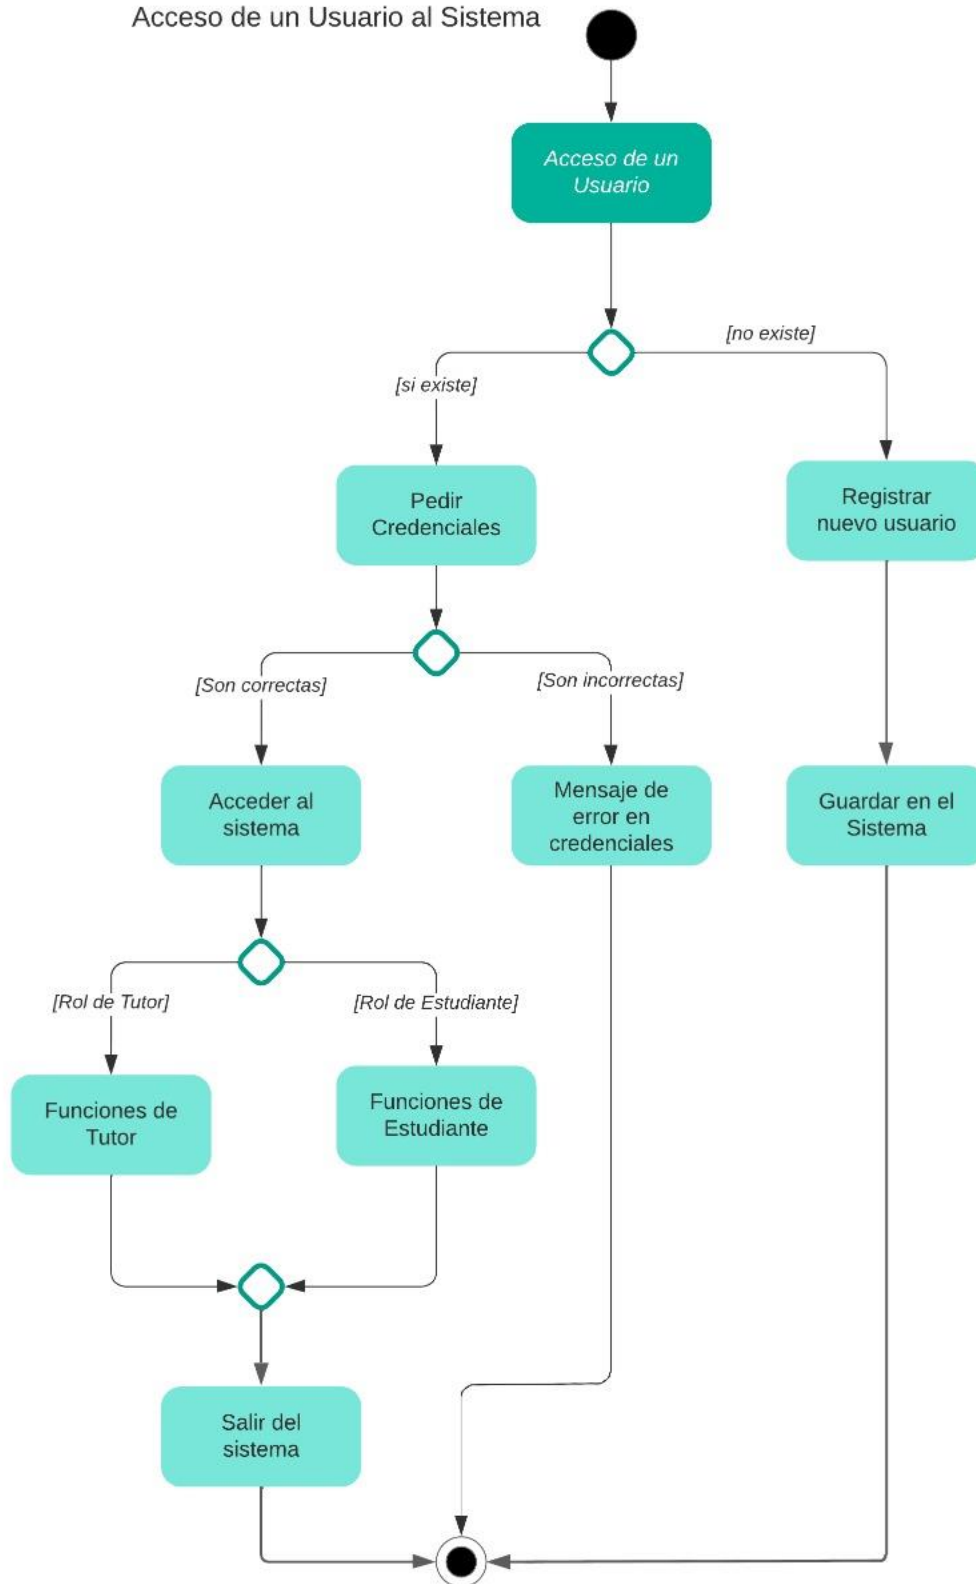 Acceso de un Usuario al Sistema
Acceso de un
Usuario
[no existe]
[si existe]
Pedir
Credenciales
Registrar
nuevo usuario
[Son correctas]
[Son incorrectas]
Acceder al
sistema
Mensaje de
error en
credenciales
Guardar en el
Sistema
[Rol de Tutor]
[Rol de Estudiante]
Funciones de
Tutor
Funciones de
Estudiante
Salir del
sistema